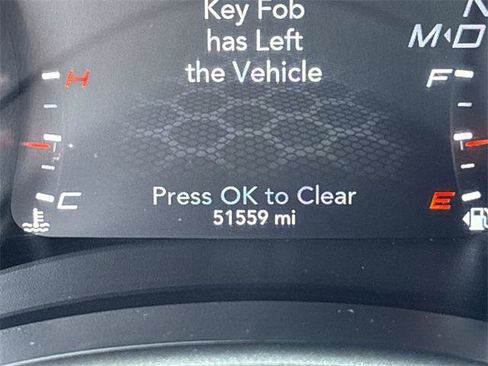 Key Fob
has Left
the Vehicle
M◁D
H
F
C
E
Press OK to Clear
51559 mi